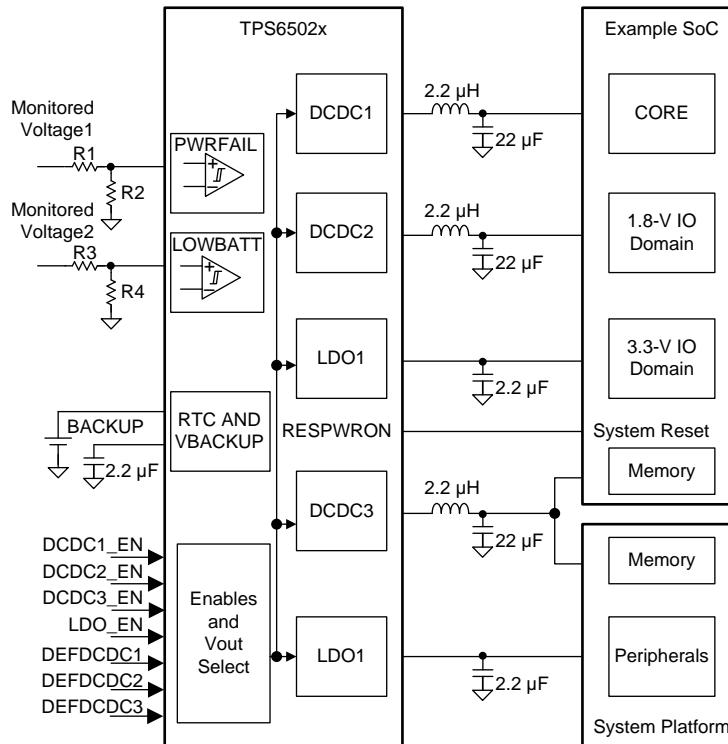 TPS6502x
Example SoC
Monitored
Voltage1
R1
R2
PWRFAIL
+
−
Monitored
Voltage2
R3
R4
LOWBATT
+
−
BACKUP
2.2 µF
RTC AND
VBACKUP
DCDC1_EN
DCDC2_EN
DCDC3_EN
LDO_EN
DEFDCDC1
DEFDCDC2
DEFDCDC3
Enables
and
Vout
Select
DCDC1
2.2 µH
22 µF
CORE
DCDC2
2.2 µH
22 µF
1.8-V IO
Domain
LDO1
2.2 µF
3.3-V IO
Domain
RESPWRON
System Reset
Memory
DCDC3
2.2 µH
22 µF
Memory
LDO1
2.2 µF
Peripherals
System Platform